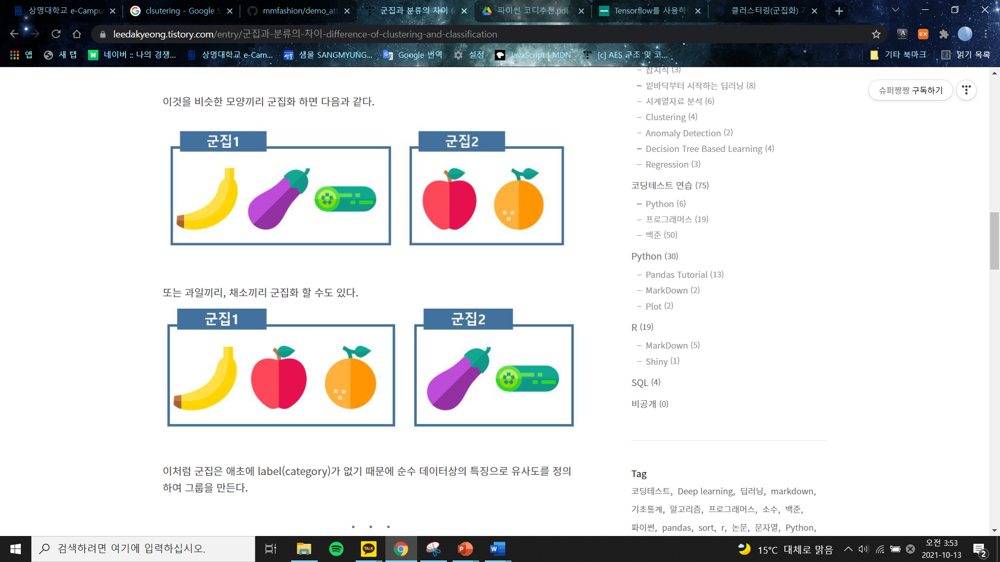 상명대학교 e-Campu
clsutering - Google S
mmfashion/demo_att
군집과 분류의 차이 (
파이썬 코디추천.pdf
Tensorflow를 사용하
클러스터링(군집화)
leedakyeong.tistory.com/entry/군집과-분류의-차이-difference-of-clustering-and-classification
앱
새 탭
네이버 :: 나의 경쟁...
상명대학교 e-Cam...
샘물 SANGMYUNG...
Google 번역
설정
JavaScript | MDN
[c] AES 구조 및 코...
기타 북마크
읽기 목록
이것을 비슷한 모양끼리 군집화 하면 다음과 같다.
군집1
군집2
또는 과일끼리, 채소끼리 군집화 할 수도 있다.
군집1
군집2
이처럼 군집은 애초에 label(category)가 없기 때문에 순수 데이터상의 특징으로 유사도를 정의
하여 그룹을 만든다.
• • •
– 잡지식 (3)
– 밑바닥부터 시작하는 딥러닝 (8)
– 시계열자료 분석 (6)
– Clustering (4)
– Anomaly Detection (2)
– Decision Tree Based Learning (4)
– Regression (3)
코딩테스트 연습 (75)
– Python (6)
– 프로그래머스 (19)
– 백준 (50)
Python (30)
– Pandas Tutorial (13)
– MarkDown (2)
– Plot (2)
R (19)
– MarkDown (5)
– Shiny (1)
SQL (4)
비공개 (0)
Tag
코딩테스트, Deep learning, 딥러닝, markdown,
기초통계, 알고리즘, 프로그래머스, 소수, 백준,
파이썬, pandas, sort, r, 논문, 문자열, Python,
슈퍼짱짱 구독하기
검색하려면 여기에 입력하십시오.
TALK
15°C 대체로 맑음
오전 3:53
2021-10-13
2